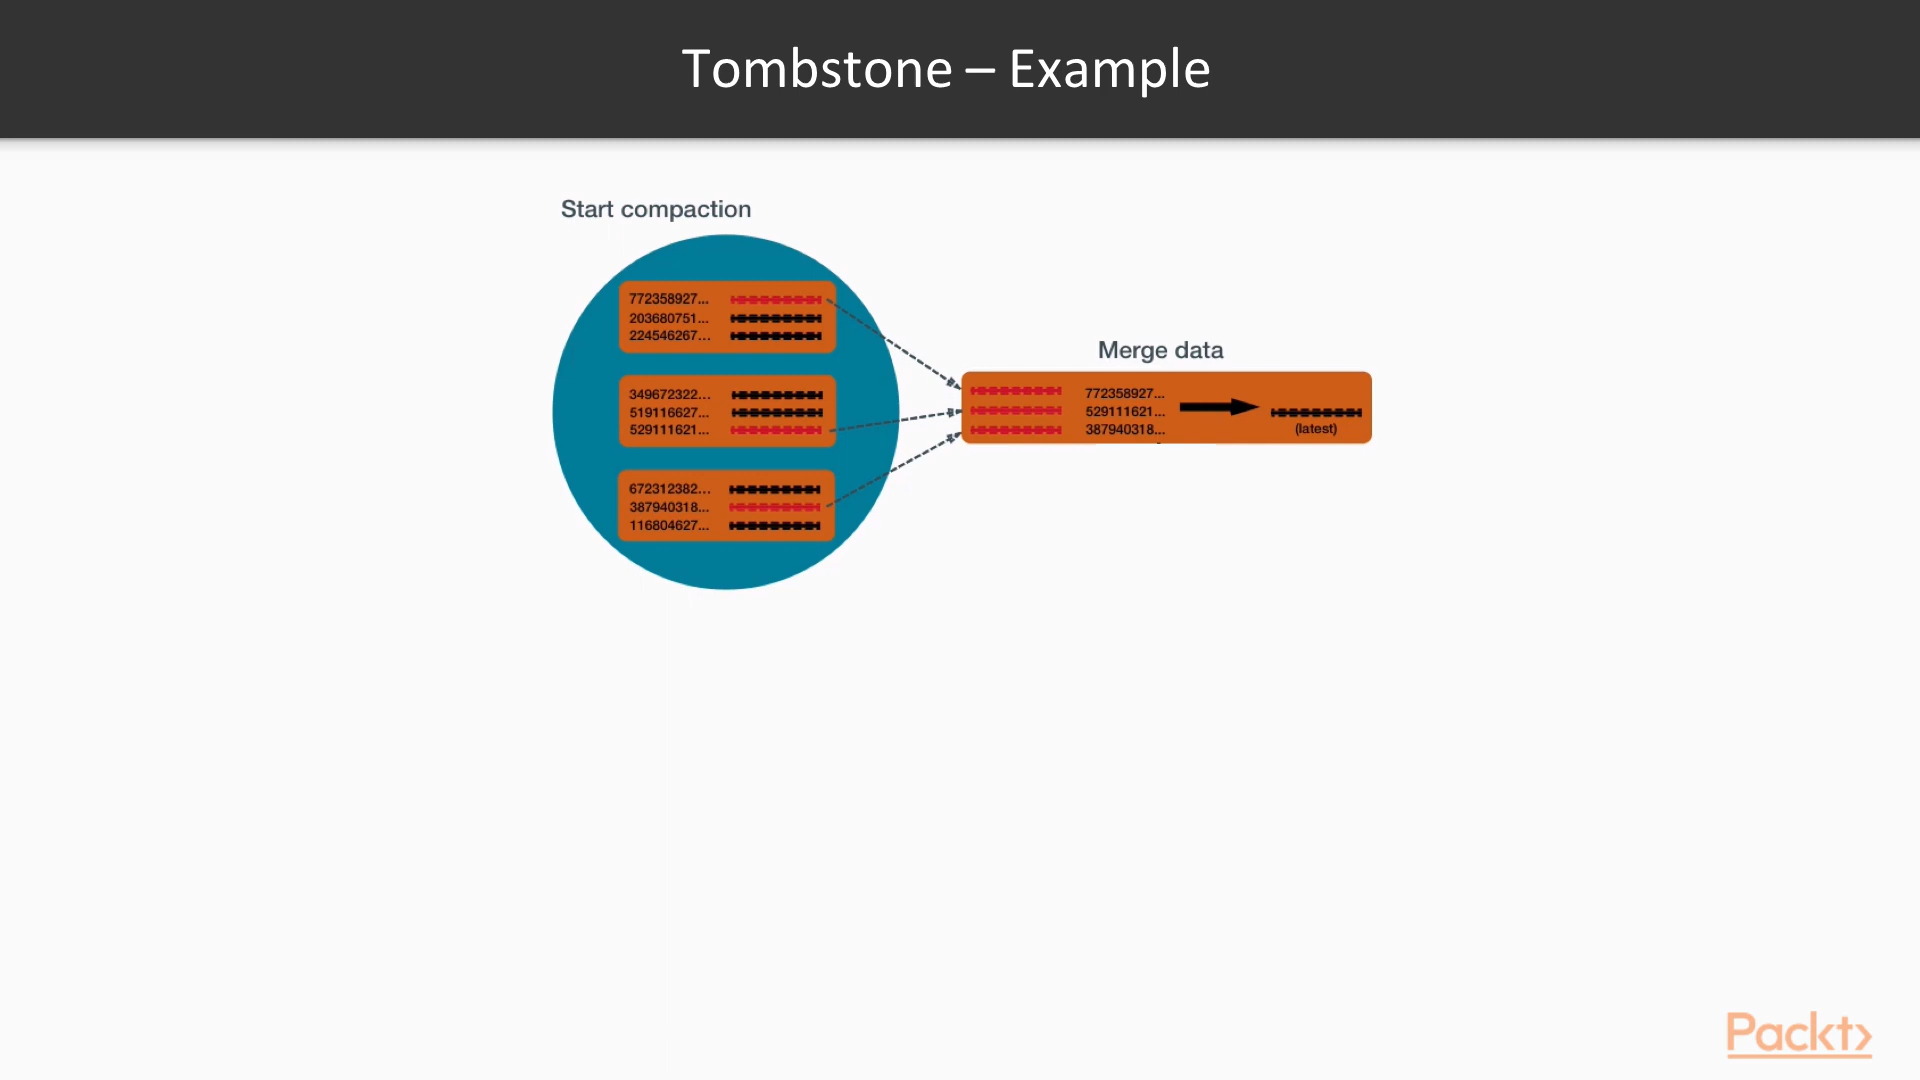 Tombstone – Example
Start compaction
772358927...
203680751...
224546267...
349672322...
519116627...
529111621...
672312382...
387940318...
116804627...
Merge data
772358927...
529111621...
387940318...
(latest)
Packt>